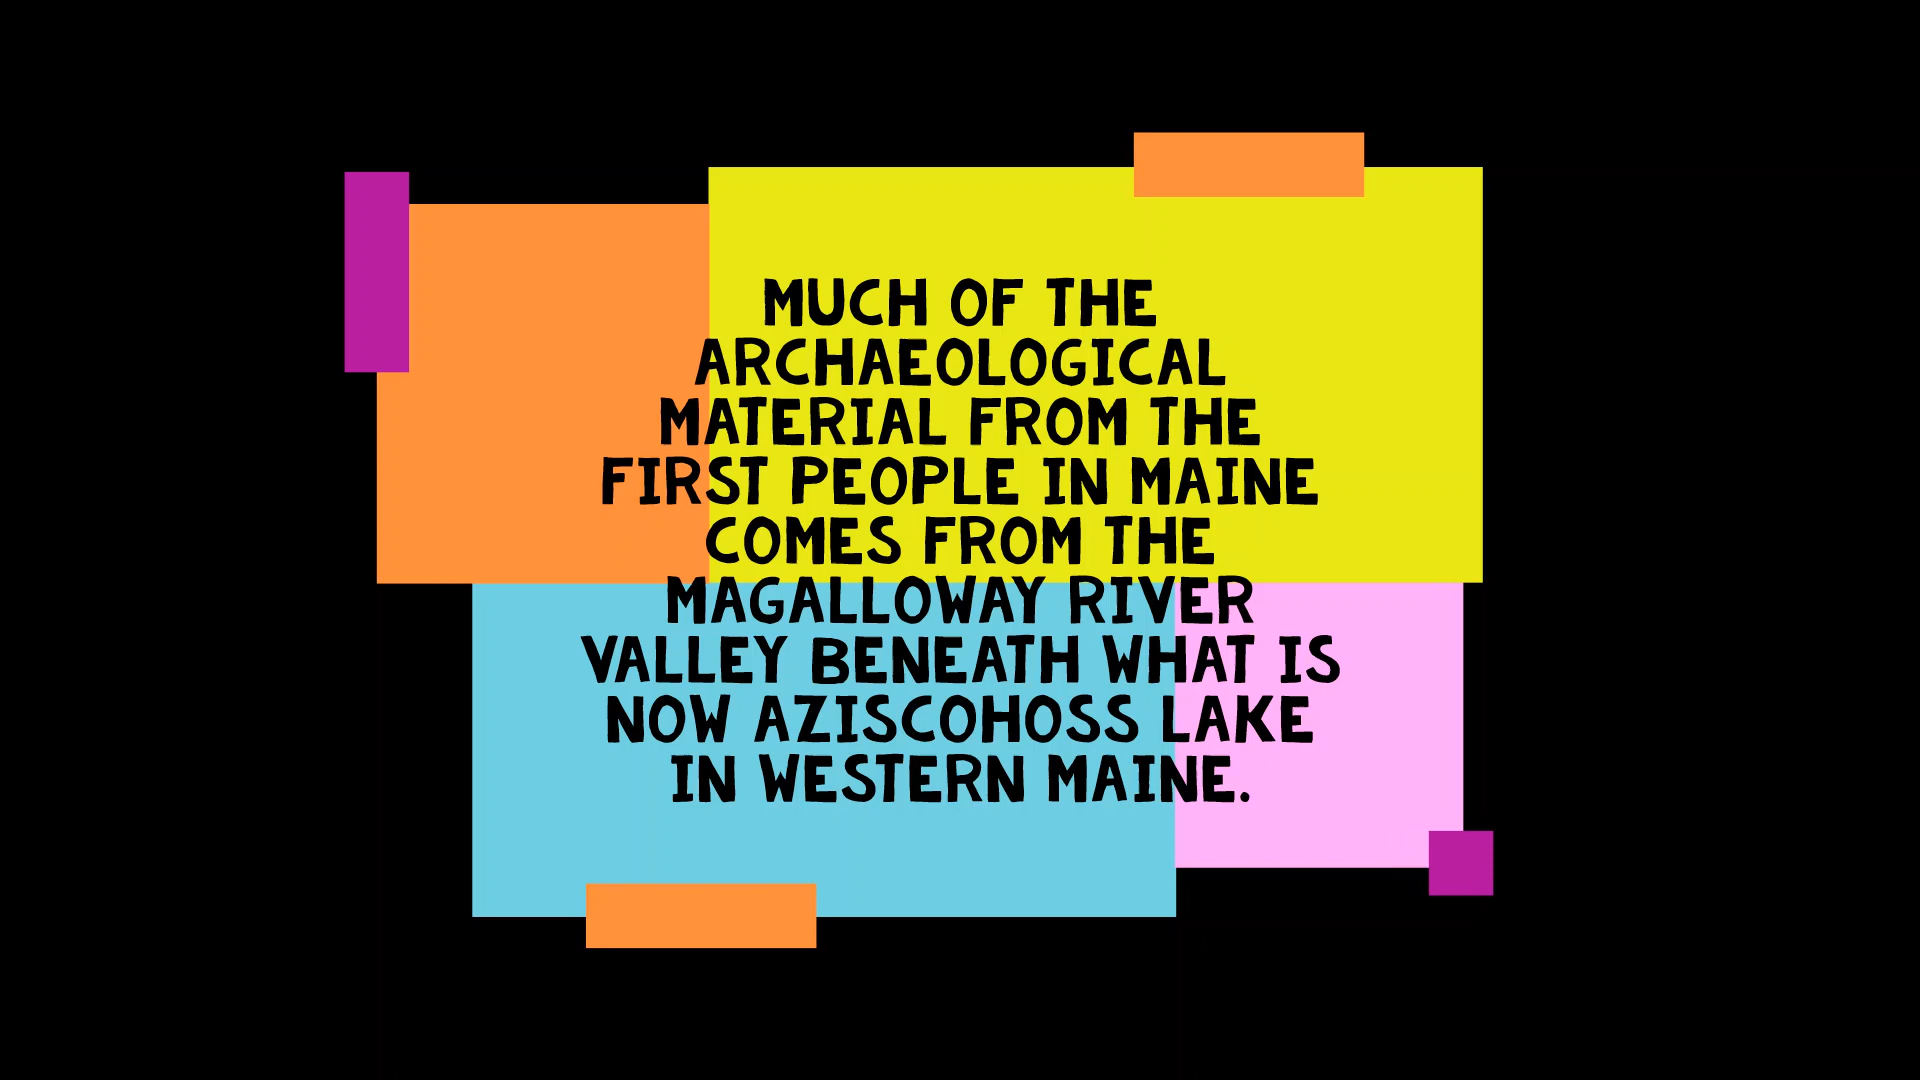 MUCH OF THE
ARCHAEOLOGICAL
MATERIAL FROM THE
FIRST PEOPLE IN MAINE
COMES FROM THE
MAGALLOWAY RIVER
VALLEY BENEATH WHAT IS
NOW AZISCOHOSS LAKE
IN WESTERN MAINE.